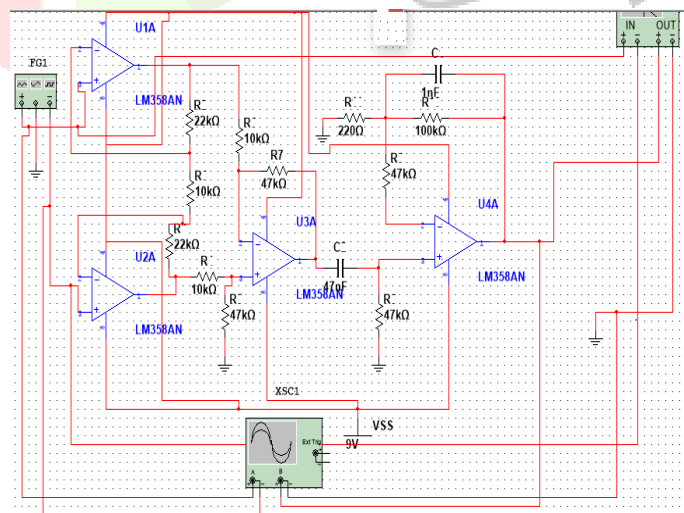 IN OUT
U1A
C
FG1
1nF
LM358AN
R
R
22kΩ
220Ω
100kΩ
R
10kΩ
R7
47kΩ
R
47kΩ
R
10kΩ
U4A
U3A
R
22kΩ
U2A
C
R
10kΩ
47nF
LM358AN
LM358AN
R
47kΩ
R
47kΩ
LM358AN
XSC1
VSS
9V
Ext Trig
A
B